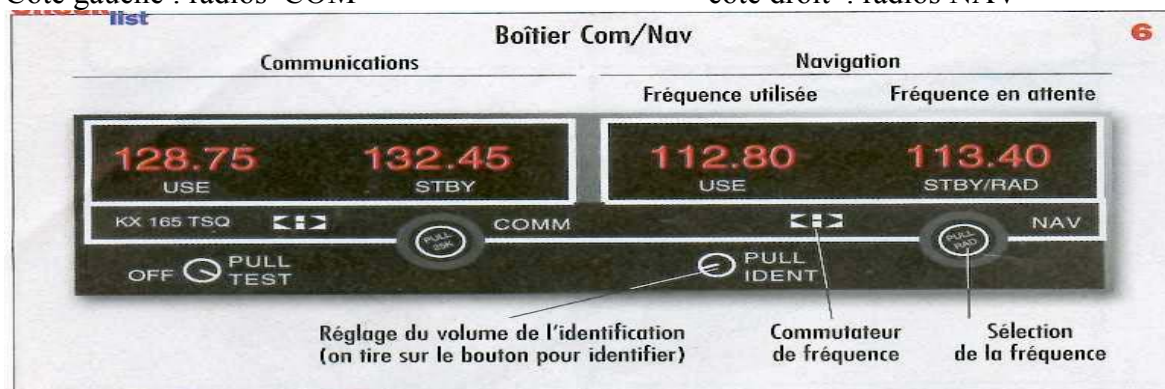 Côté gauche : radios COM côté droit : radios NAV
Checklist
Boîtier Com/Nav 6
Communications Navigation
Fréquence utilisée Fréquence en attente
128.75 132.45 112.80 113.40
USE STBY USE STBY/RAD
KX 165 TSQ COMM NAV
PULL 25K PULL RAD
OFF PULL TEST PULL IDENT
Réglage du volume de l'identification Commutateur Sélection
(on tire sur le bouton pour identifier) de fréquence de la fréquence